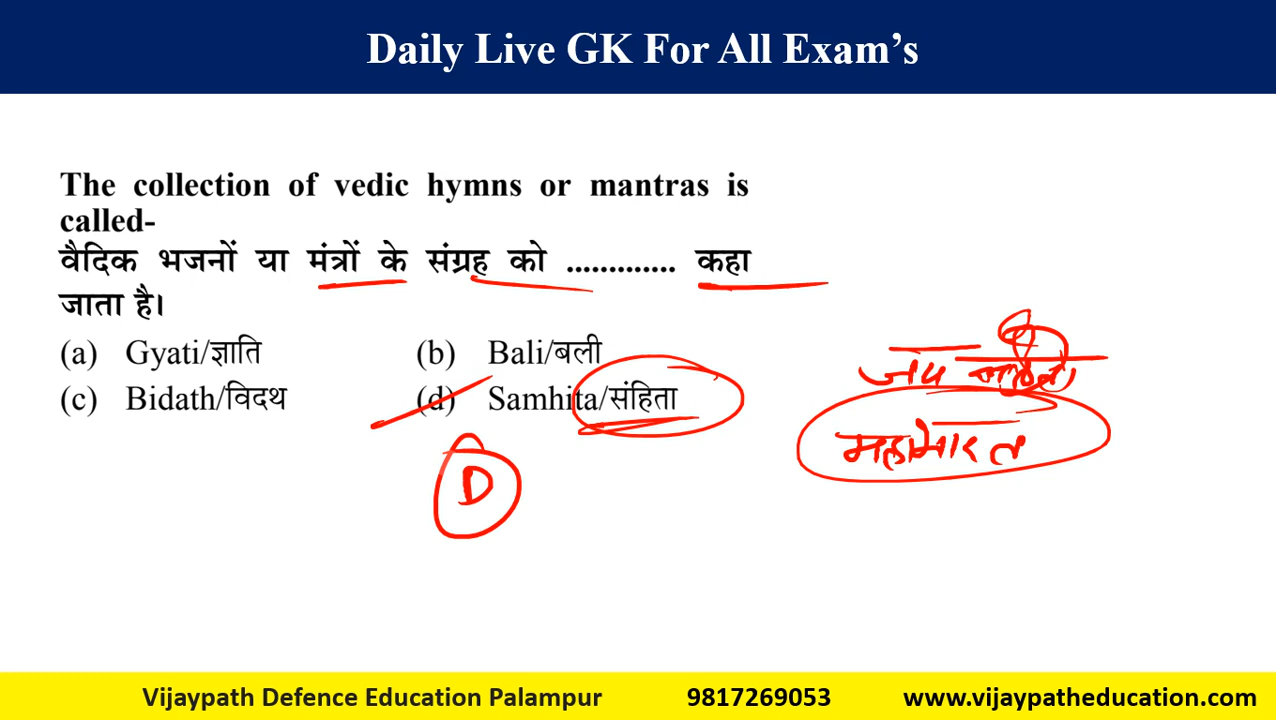 Daily Live GK For All Exam’s
The collection of vedic hymns or mantras is
called-
वैदिक भजनों या मंत्रों के संग्रह को ............. कहा
जाता है।
(a) Gyati/ज्ञाति (b) Bali/बली
(c) Bidath/विदथ (d) Samhita/संहिता
जय
महाभारत
D
Vijaypath Defence Education Palampur 9817269053 www.vijaypatheducation.com